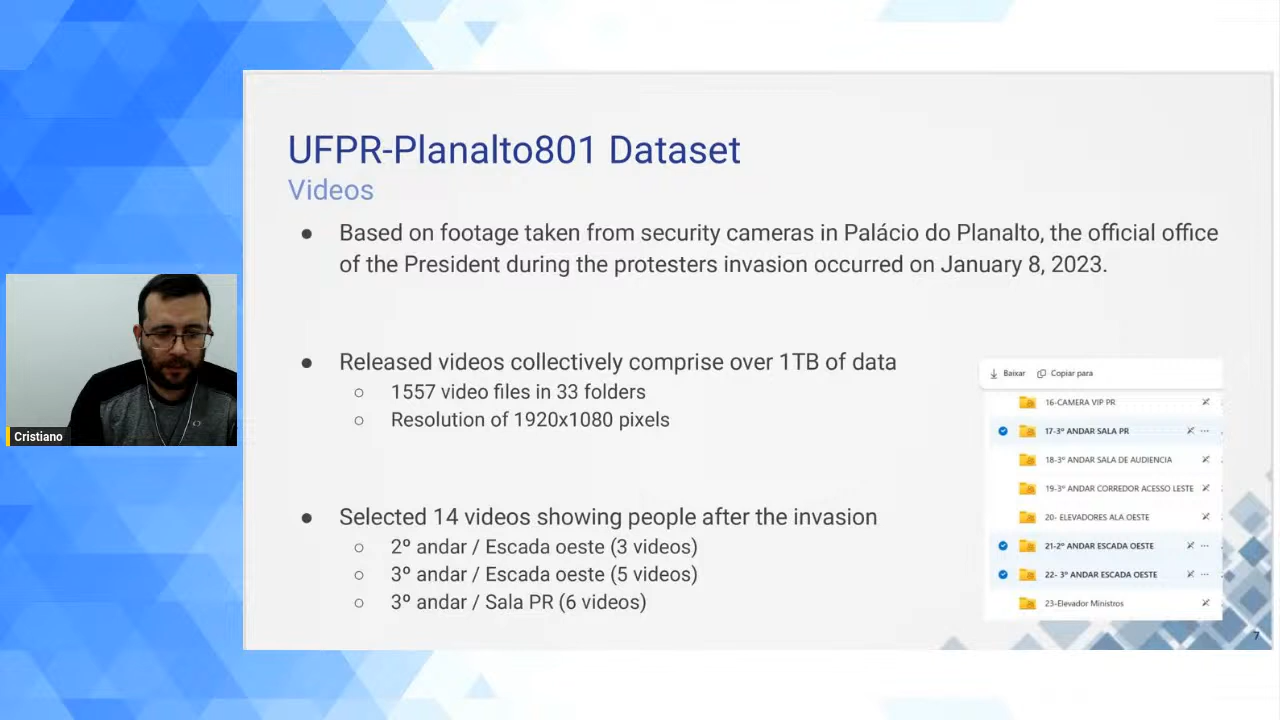 UFPR-Planalto801 Dataset
Videos
● Based on footage taken from security cameras in Palácio do Planalto, the official office
of the President during the protesters invasion occurred on January 8, 2023.
● Released videos collectively comprise over 1TB of data
○ 1557 video files in 33 folders
○ Resolution of 1920x1080 pixels
● Selected 14 videos showing people after the invasion
○ 2º andar / Escada oeste (3 videos)
○ 3º andar / Escada oeste (5 videos)
○ 3º andar / Sala PR (6 videos)
Baixar Copiar para
16-CAMERA VIP PR
17-3º ANDAR SALA PR
18-3º ANDAR SALA DE AUDIENCIA
19-3º ANDAR CORREDOR ACESSO LESTE
20- ELEVADORES ALA OESTE
21-2º ANDAR ESCADA OESTE
22- 3º ANDAR ESCADA OESTE
23-Elevador Ministros
7
Cristiano